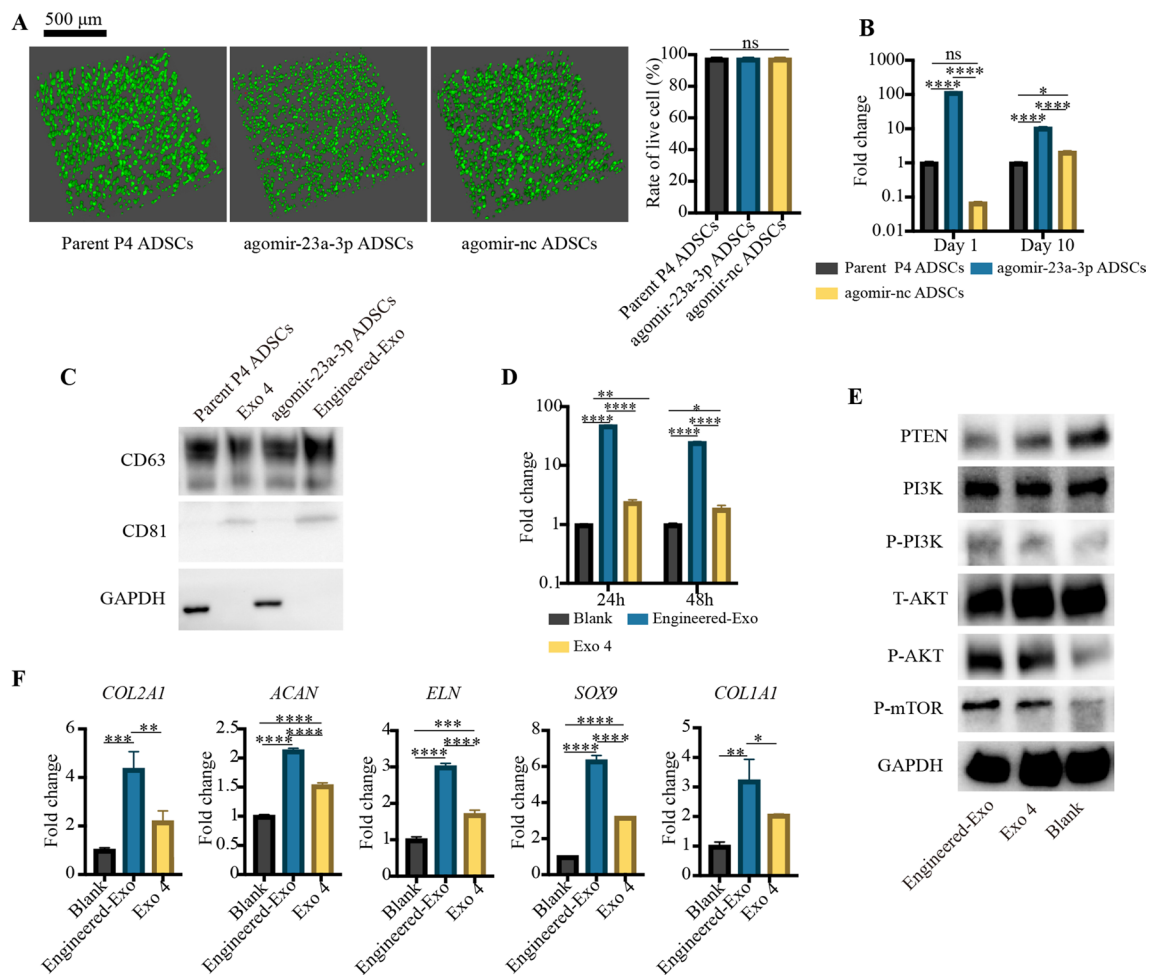 A
500 μm
Parent P4 ADSCs
agomir-23a-3p ADSCs
agomir-nc ADSCs
Rate of live cell (%)
100
80
60
40
20
0
ns
Parent P4 ADSCs
agomir-23a-3p ADSCs
agomir-nc ADSCs
B
Fold change
1000
100
10
1
0.1
0.01
ns
****
****
*
****
****
Day 1
Day 10
Parent P4 ADSCs
agomir-23a-3p ADSCs
agomir-nc ADSCs
C
Parent P4 ADSCs
Exo 4
agomir-23a-3p ADSCs
Engineered-Exo
CD63
CD81
GAPDH
D
Fold change
100
10
1
0.1
**
****
****
*
****
****
24h
48h
Blank
Engineered-Exo
Exo 4
E
PTEN
PI3K
P-PI3K
T-AKT
P-AKT
P-mTOR
GAPDH
Engineered-Exo
Exo 4
Blank
F
COL2A1
Fold change
6
4
2
0
***
**
Blank
Engineered-Exo
Exo 4
ACAN
Fold change
2.5
2
1.5
1
0.5
0
****
****
****
Blank
Engineered-Exo
Exo 4
ELN
Fold change
4
3
2
1
0
***
****
****
Blank
Engineered-Exo
Exo 4
SOX9
Fold change
8
6
4
2
0
****
****
****
Blank
Engineered-Exo
Exo 4
COL1A1
Fold change
5
4
3
2
1
0
**
*
Blank
Engineered-Exo
Exo 4